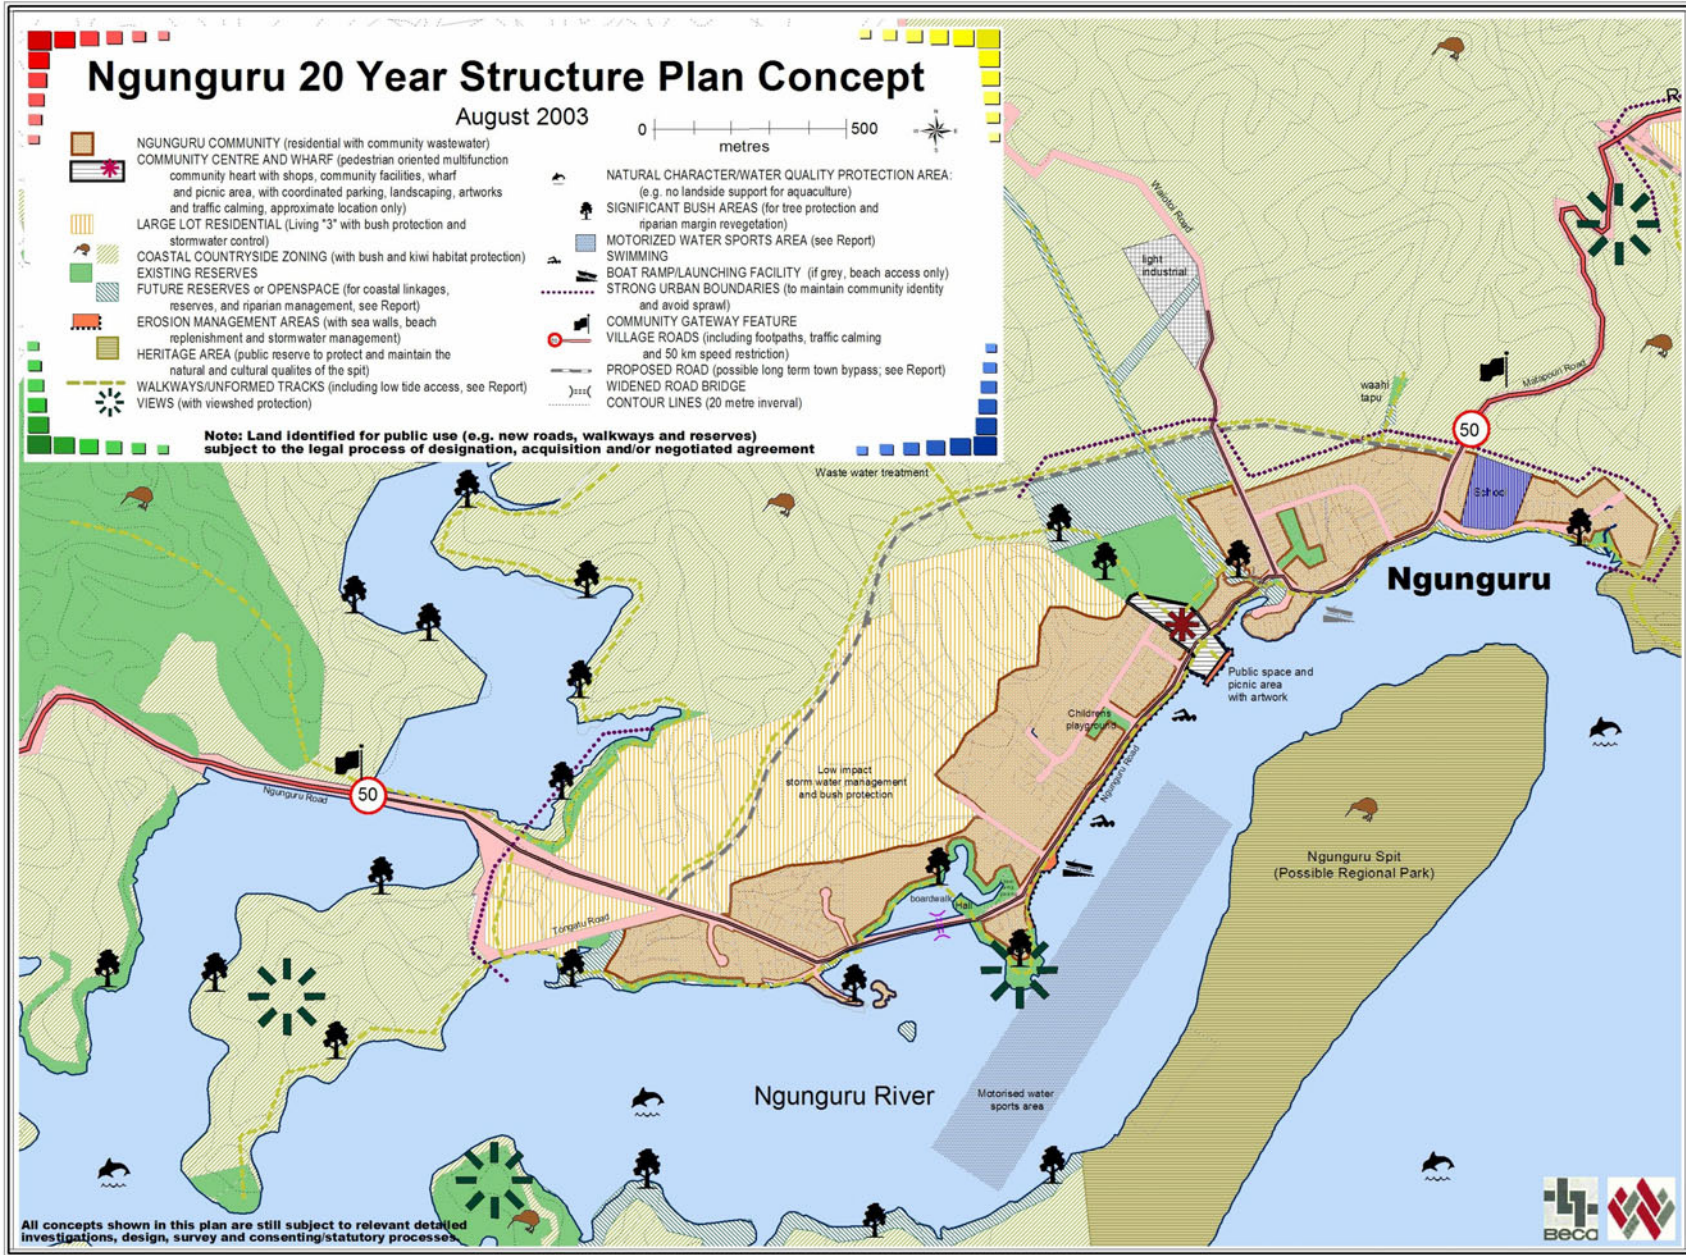 Ngunguru 20 Year Structure Plan Concept
August 2003
0 500
metres
NGUNGURU COMMUNITY (residential with community wastewater)
COMMUNITY CENTRE AND WHARF (pedestrian oriented multifunction
community heart with shops, community facilities, wharf
and picnic area, with coordinated parking, landscaping, artworks
and traffic calming, approximate location only)
LARGE LOT RESIDENTIAL (Living "3" with bush protection and
stormwater control)
COASTAL COUNTRYSIDE ZONING (with bush and kiwi habitat protection)
EXISTING RESERVES
FUTURE RESERVES or OPENSPACE (for coastal linkages,
reserves, and riparian management, see Report)
EROSION MANAGEMENT AREAS (with sea walls, beach
replenishment and stormwater management)
HERITAGE AREA (public reserve to protect and maintain the
natural and cultural qualites of the spit)
WALKWAYS/UNFORMED TRACKS (including low tide access, see Report)
VIEWS (with viewshed protection)
NATURAL CHARACTER/WATER QUALITY PROTECTION AREA:
(e.g. no landside support for aquaculture)
SIGNIFICANT BUSH AREAS (for tree protection and
riparian margin revegetation)
MOTORIZED WATER SPORTS AREA (see Report)
SWIMMING
BOAT RAMP/LAUNCHING FACILITY (if grey, beach access only)
STRONG URBAN BOUNDARIES (to maintain community identity
and avoid sprawl)
COMMUNITY GATEWAY FEATURE
VILLAGE ROADS (including footpaths, traffic calming
and 50 km speed restriction)
PROPOSED ROAD (possible long term town bypass; see Report)
WIDENED ROAD BRIDGE
CONTOUR LINES (20 metre inverval)
Note: Land identified for public use (e.g. new roads, walkways and reserves)
subject to the legal process of designation, acquisition and/or negotiated agreement
R
Waiotoi Road
light
industrial
waahi
tapu
Matapouri Road
50
Waste water treatment
School
Ngunguru
Public space and
picnic area
with artwork
Childrens
playground
Ngunguru Road
Low impact
storm water management
and bush protection
Ngunguru Road
50
Ngunguru Spit
(Possible Regional Park)
boardwalk
Hall
Tongatu Road
Ngunguru River
Motorised water
sports area
All concepts shown in this plan are still subject to relevant detailed
investigations, design, survey and consenting/statutory processes.
BECA